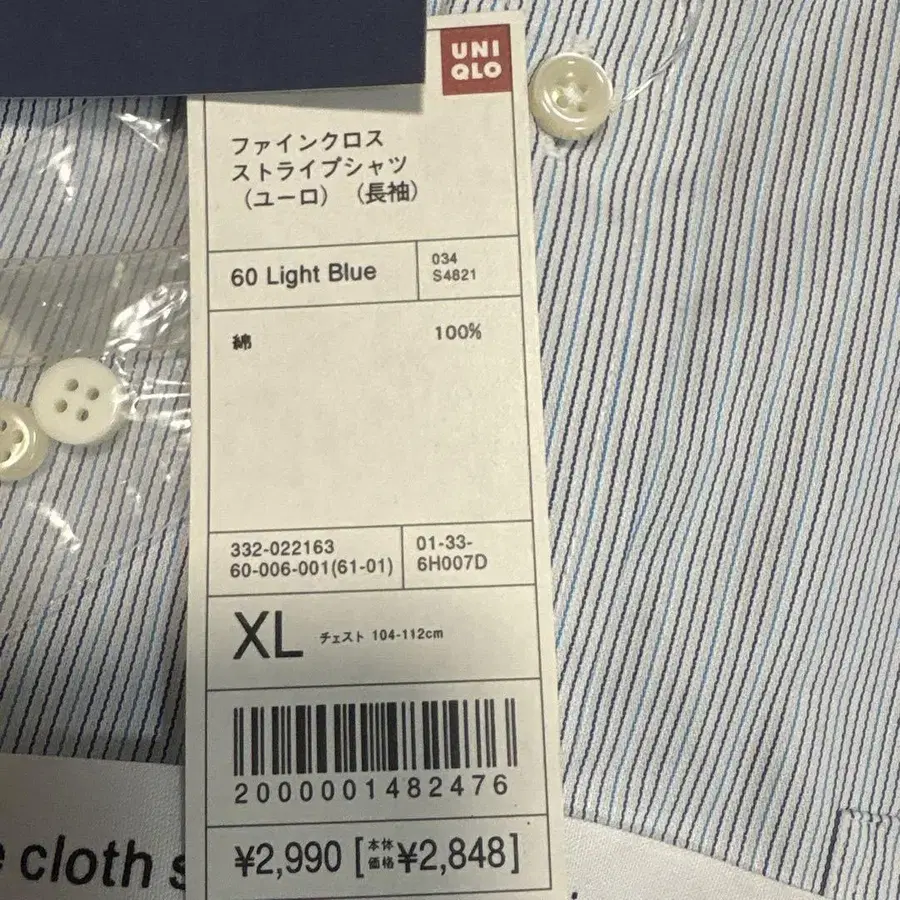 UNI
QLO
ファインクロス
ストライプシャツ
(ユーロ) (長袖)
60 Light Blue
034
S4821
綿 100%
332-022163
60-006-001(61-01)
01-33-
6H007D
XL チェスト 104-112cm
2000001482476
¥2,990 [本体価格¥2,848]
cloth